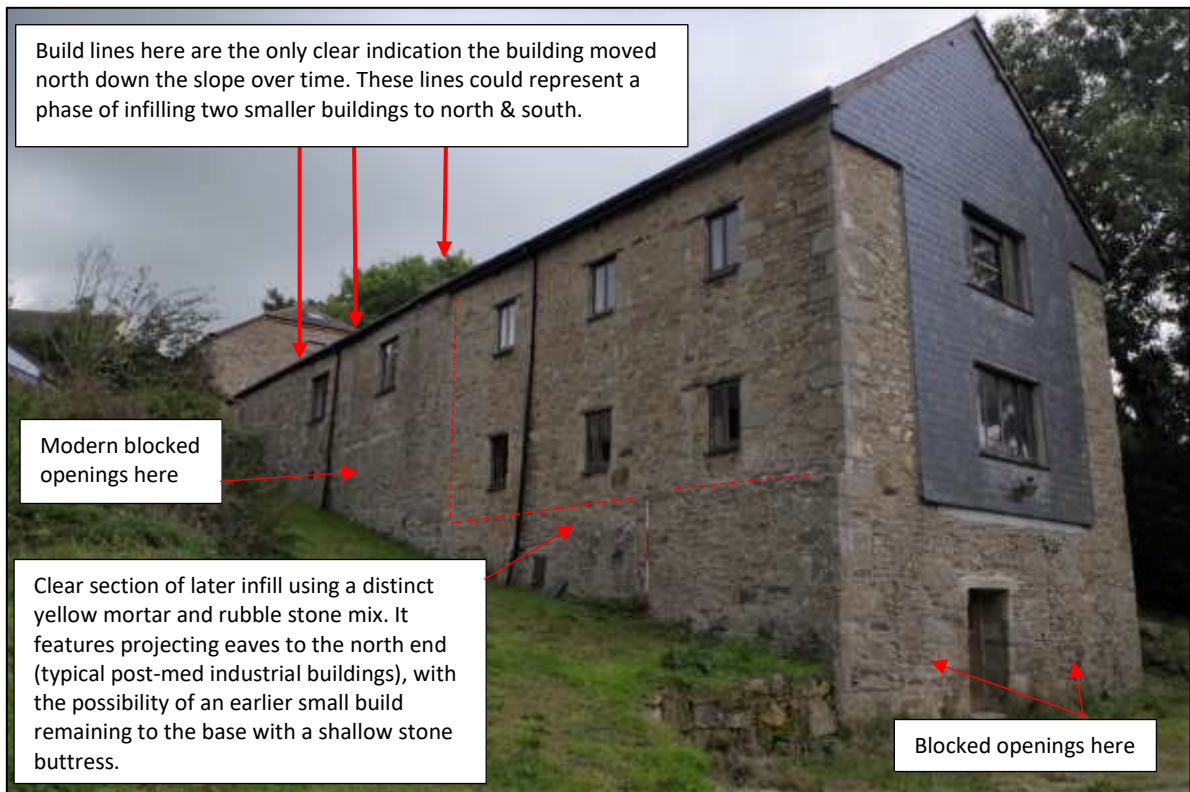 Build lines here are the only clear indication the building moved
north down the slope over time. These lines could represent a
phase of infilling two smaller buildings to north & south.
Modern blocked
openings here
Clear section of later infill using a distinct
yellow mortar and rubble stone mix. It
features projecting eaves to the north end
(typical post-med industrial buildings), with
the possibility of an earlier small build
remaining to the base with a shallow stone
buttress.
Blocked openings here